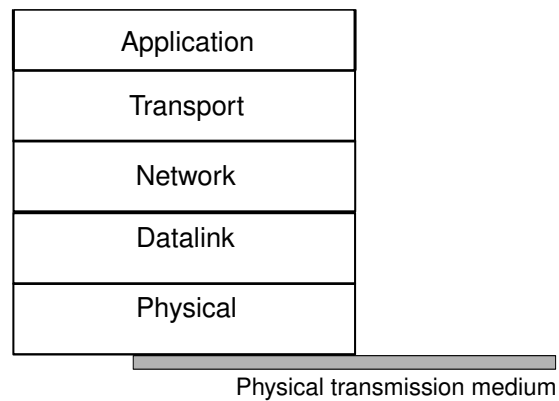 Application
Transport
Network
Datalink
Physical
Physical transmission medium